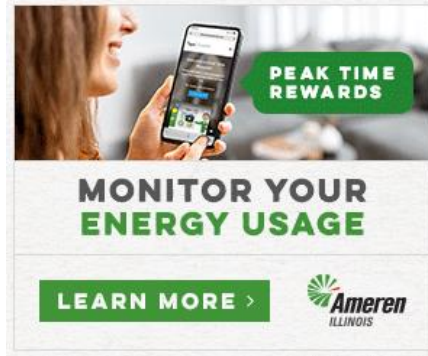 PEAK TIME
REWARDS
MONITOR YOUR
ENERGY USAGE
LEARN MORE >
Ameren
ILLINOIS